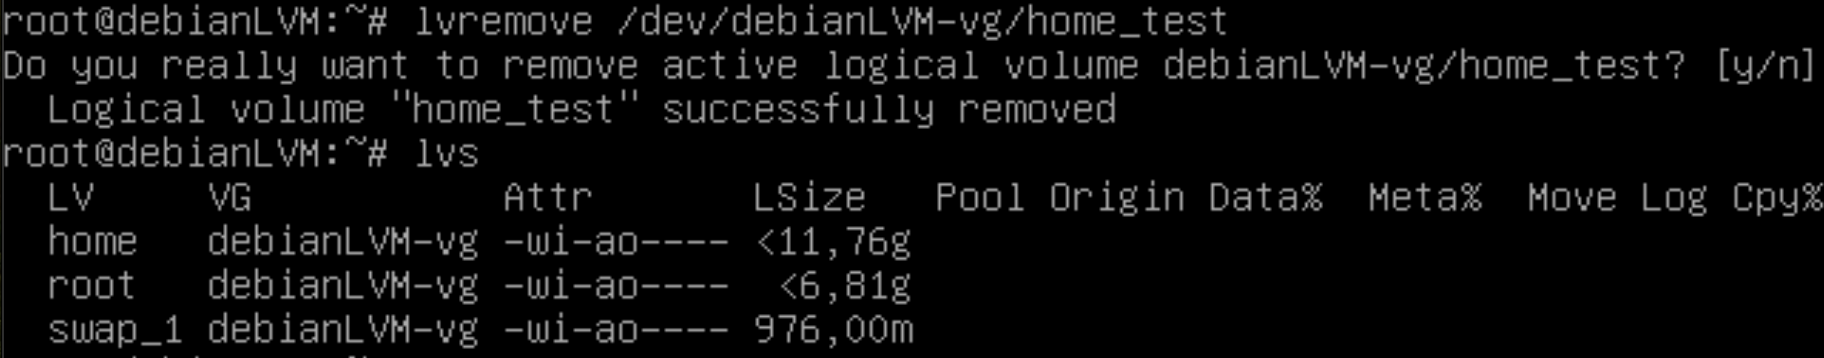 root@debianLVM:~# lvremove /dev/debianLVM-vg/home_test
Do you really want to remove active logical volume debianLVM-vg/home_test? [y/n]
  Logical volume "home_test" successfully removed
root@debianLVM:~# lvs
  LV     VG           Attr       LSize   Pool Origin Data%  Meta%  Move Log Cpy%
  home   debianLVM-vg -wi-ao---- <11,76g
  root   debianLVM-vg -wi-ao----  <6,81g
  swap_1 debianLVM-vg -wi-ao---- 976,00m